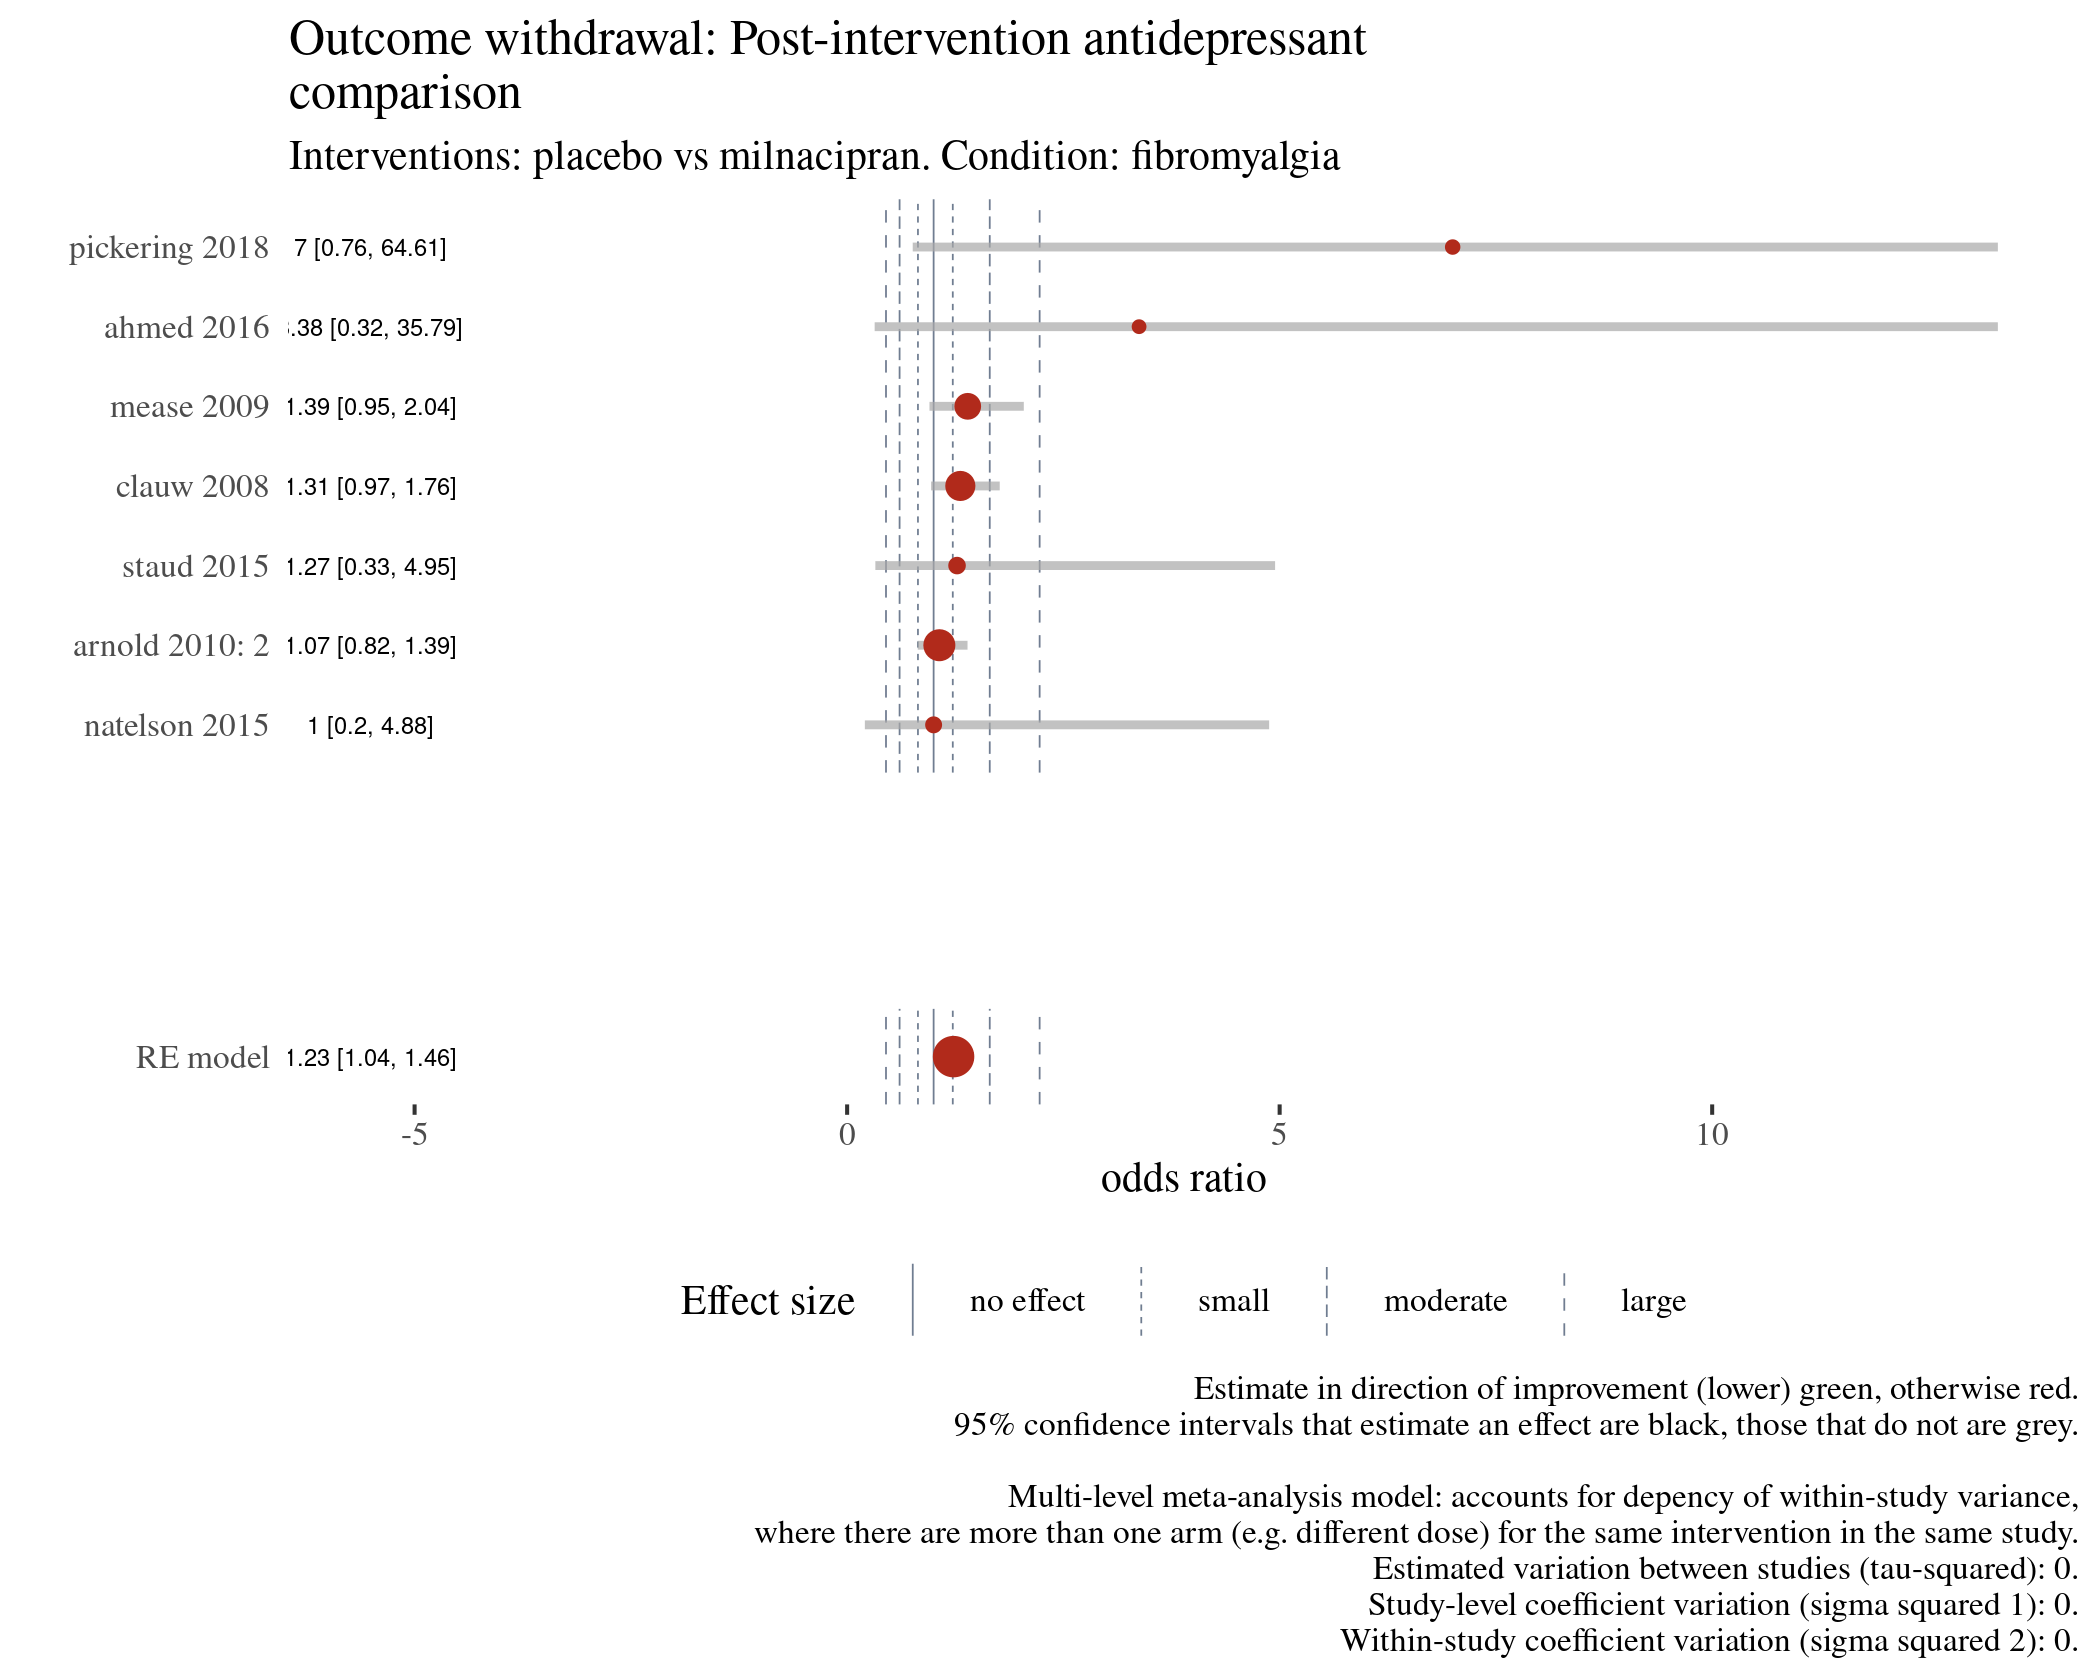 Outcome withdrawal: Post-intervention antidepressant
comparison
Interventions: placebo vs milnacipran. Condition: fibromyalgia
pickering 2018 7 [0.76, 64.61]
ahmed 2016 .38 [0.32, 35.79]
mease 2009 1.39 [0.95, 2.04]
clauw 2008 1.31 [0.97, 1.76]
staud 2015 1.27 [0.33, 4.95]
arnold 2010: 2 1.07 [0.82, 1.39]
natelson 2015 1 [0.2, 4.88]
RE model 1.23 [1.04, 1.46]
-5 0 5 10
odds ratio
Effect size no effect small moderate large
Estimate in direction of improvement (lower) green, otherwise red.
95% confidence intervals that estimate an effect are black, those that do not are grey.
Multi-level meta-analysis model: accounts for depency of within-study variance,
where there are more than one arm (e.g. different dose) for the same intervention in the same study.
Estimated variation between studies (tau-squared): 0.
Study-level coefficient variation (sigma squared 1): 0.
Within-study coefficient variation (sigma squared 2): 0.